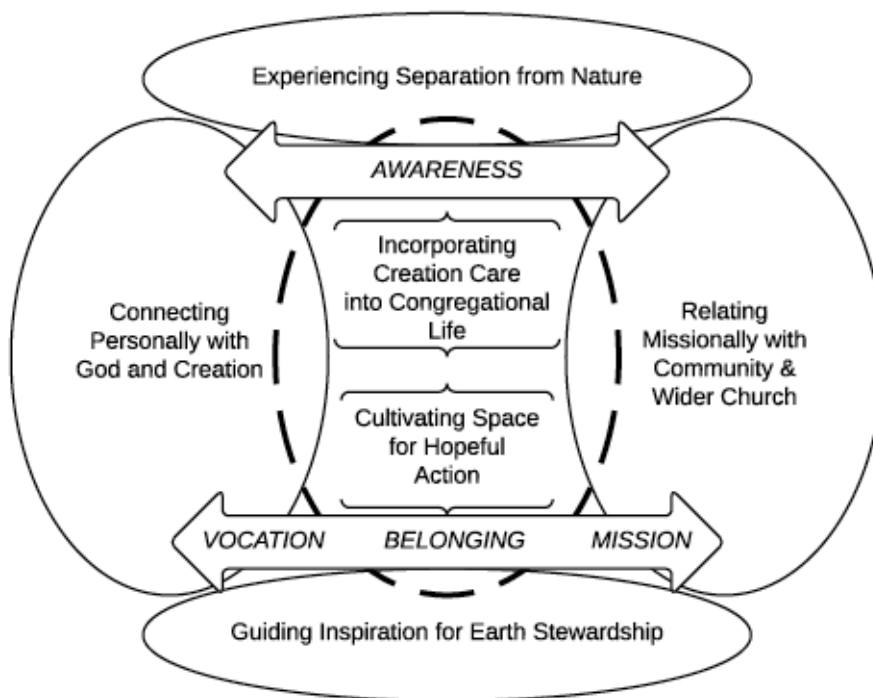 Experiencing Separation from Nature
AWARENESS
Incorporating
Creation Care
into Congregational
Life
Connecting
Personally with
God and Creation
Relating
Missionally with
Community &
Wider Church
Cultivating Space
for Hopeful
Action
VOCATION BELONGING MISSION
Guiding Inspiration for Earth Stewardship